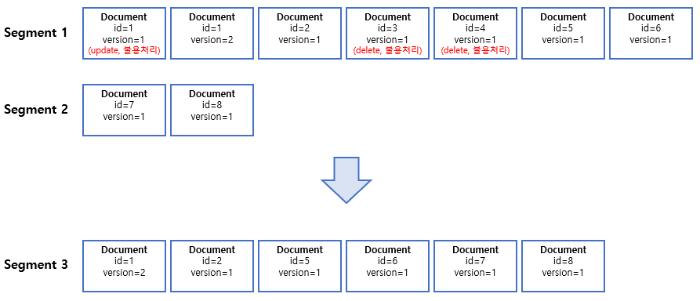 Segment 1
Document
id=1
version=1
(update, 불용처리)
Document
id=1
version=2
Document
id=2
version=1
Document
id=3
version=1
(delete, 불용처리)
Document
id=4
version=1
(delete, 불용처리)
Document
id=5
version=1
Document
id=6
version=1
Segment 2
Document
id=7
version=1
Document
id=8
version=1
Segment 3
Document
id=1
version=2
Document
id=2
version=1
Document
id=5
version=1
Document
id=6
version=1
Document
id=7
version=1
Document
id=8
version=1